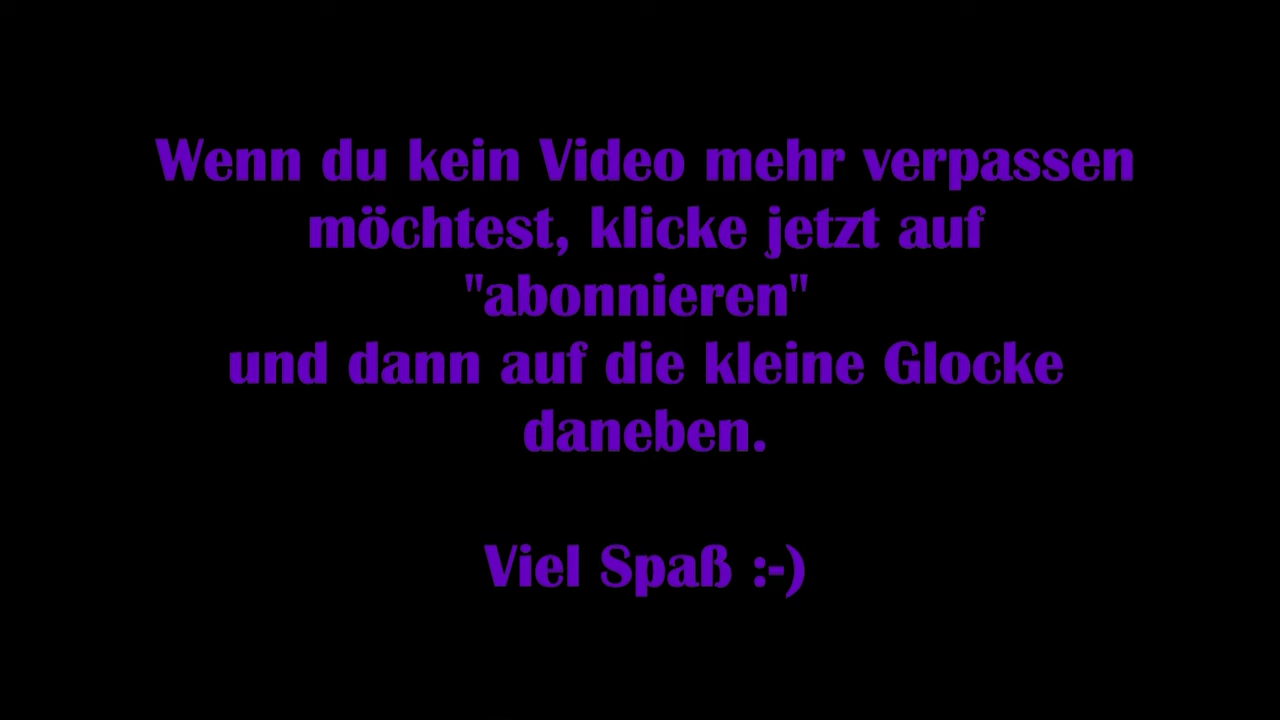 Wenn du kein Video mehr verpassen
möchtest, klicke jetzt auf
"abonnieren"
und dann auf die kleine Glocke
daneben.
Viel Spaß :-)